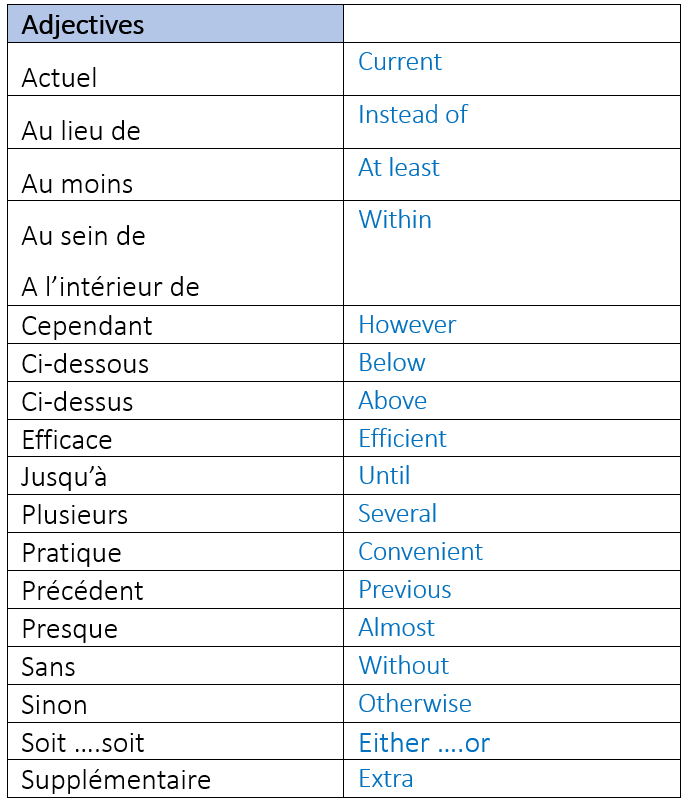 Adjectives
Actuel Current
Au lieu de Instead of
Au moins At least
Au sein de Within
A l’intérieur de
Cependant However
Ci-dessous Below
Ci-dessus Above
Efficace Efficient
Jusqu’à Until
Plusieurs Several
Pratique Convenient
Précédent Previous
Presque Almost
Sans Without
Sinon Otherwise
Soit ….soit Either ….or
Supplémentaire Extra